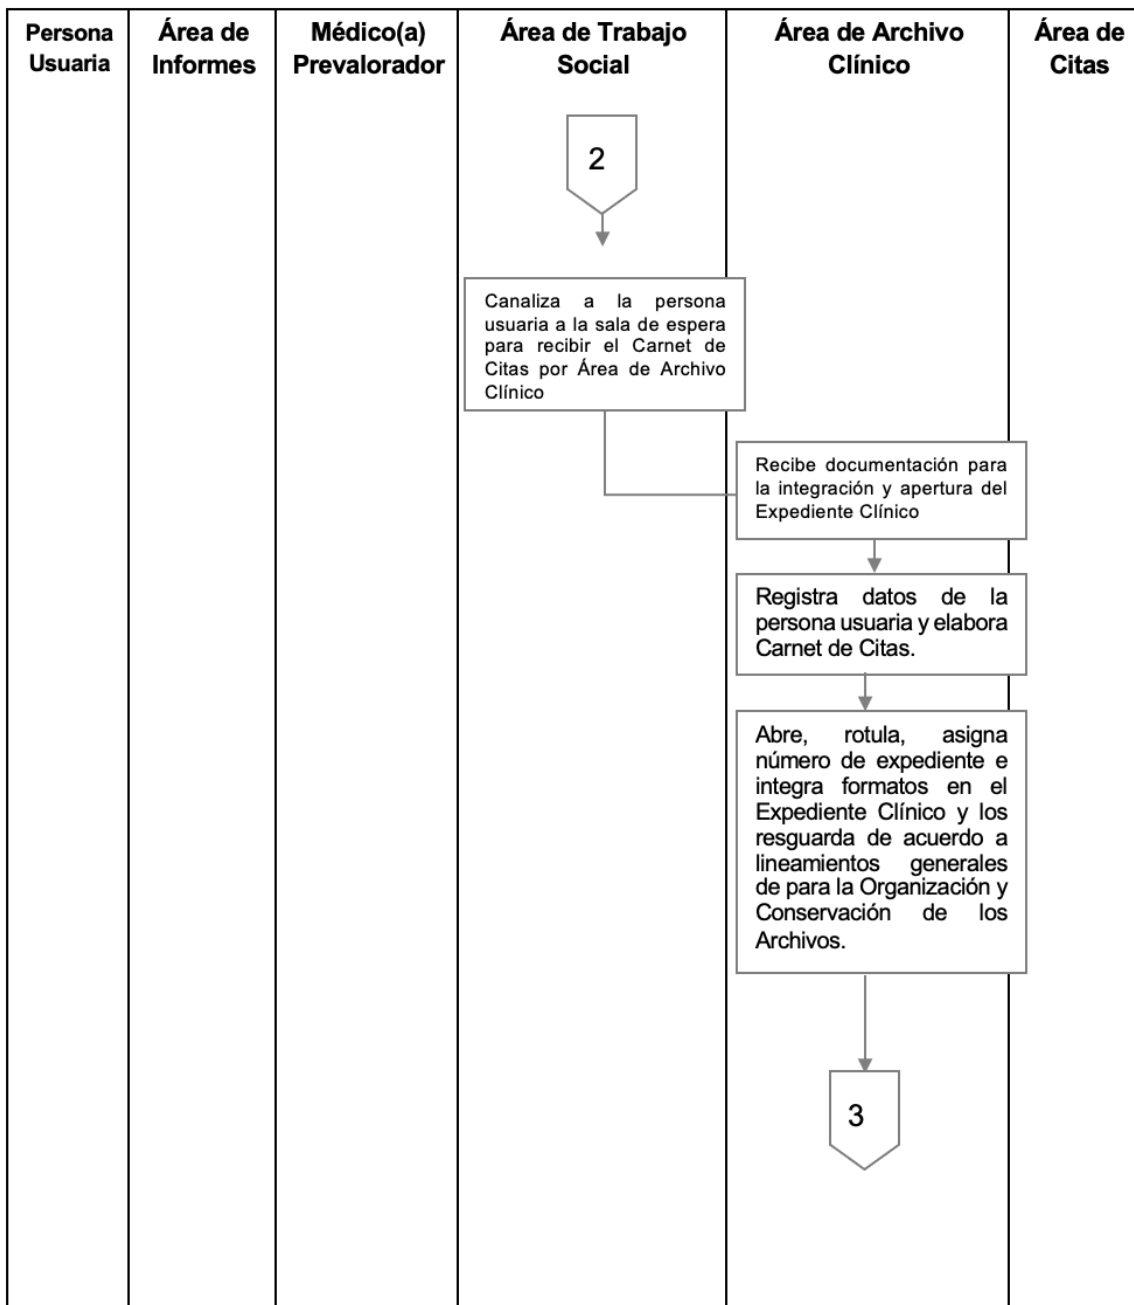 Persona
Usuaria
Área de
Informes
Médico(a)
Prevalorador
Área de Trabajo
Social
Área de Archivo
Clínico
Área de
Citas
2
Canaliza a la persona
usuaria a la sala de espera
para recibir el Carnet de
Citas por Área de Archivo
Clínico
Recibe documentación para
la integración y apertura del
Expediente Clínico
Registra datos de la
persona usuaria y elabora
Carnet de Citas.
Abre, rotula, asigna
número de expediente e
integra formatos en el
Expediente Clínico y los
resguarda de acuerdo a
lineamientos generales
de para la Organización y
Conservación de los
Archivos.
3